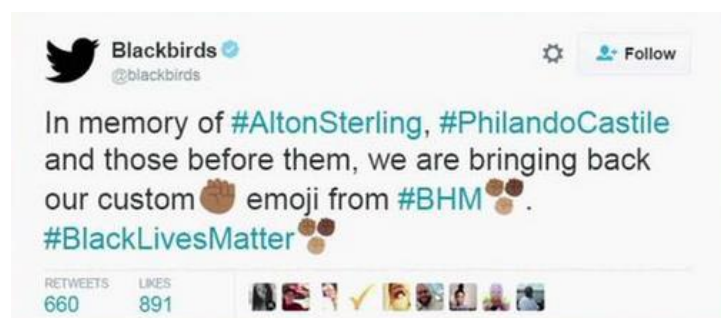 Blackbirds
@blackbirds
Follow
In memory of #AltonSterling, #PhilandoCastile
and those before them, we are bringing back
our custom ✊🏾 emoji from #BHM .
#BlackLivesMatter
RETWEETS LIKES
660 891